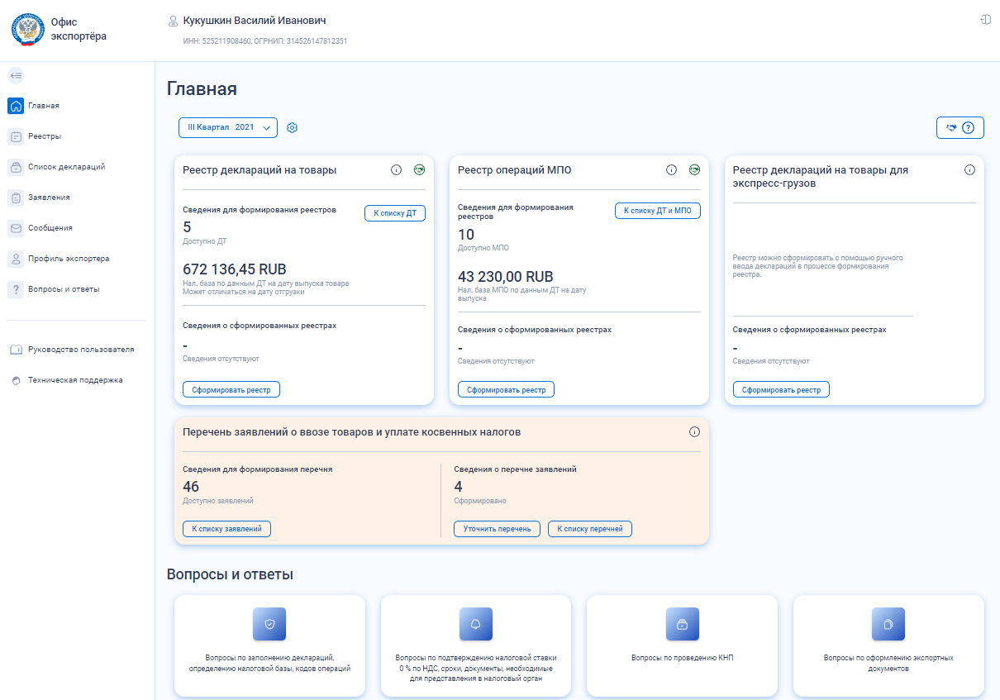 Офис
экспортёра
Кукушкин Василий Иванович
ИНН: 525211908460, ОГРНИП: 314526147812351
Главная
Реестры
Список деклараций
Заявления
Сообщения
Профиль экспортера
Вопросы и ответы
Руководство пользователя
Техническая поддержка
Главная
III Квартал 2021
Реестр деклараций на товары
Сведения для формирования реестров
К списку ДТ
5
Доступно ДТ
672 136,45 RUB
Нал. база по данным ДТ на дату выпуска товара
Может отличаться на дату отгрузки
Сведения о сформированных реестрах
-
Сведения отсутствуют
Сформировать реестр
Реестр операций МПО
Сведения для формирования
реестров
К списку ДТ и МПО
10
Доступно МПО
43 230,00 RUB
Нал. база МПО по данным ДТ на дату
выпуска
Сведения о сформированных реестрах
-
Сведения отсутствуют
Сформировать реестр
Реестр деклараций на товары для
экспресс-грузов
Реестр можно сформировать с помощью ручного
ввода деклараций в процессе формирования
реестра.
Сведения о сформированных реестрах
-
Сведения отсутствуют
Сформировать реестр
Перечень заявлений о ввозе товаров и уплате косвенных налогов
Сведения для формирования перечня
46
Доступно заявлений
К списку заявлений
Сведения о перечне заявлений
4
Сформировано
Уточнить перечень
К списку перечней
Вопросы и ответы
Вопросы по заполнению деклараций,
определению налоговой базы, кодов операций
Вопросы по подтверждению налоговой ставки
0 % по НДС, сроки, документы, необходимые
для представления в налоговый орган
Вопросы по проведению КНП
Вопросы по оформлению экспортных
документов